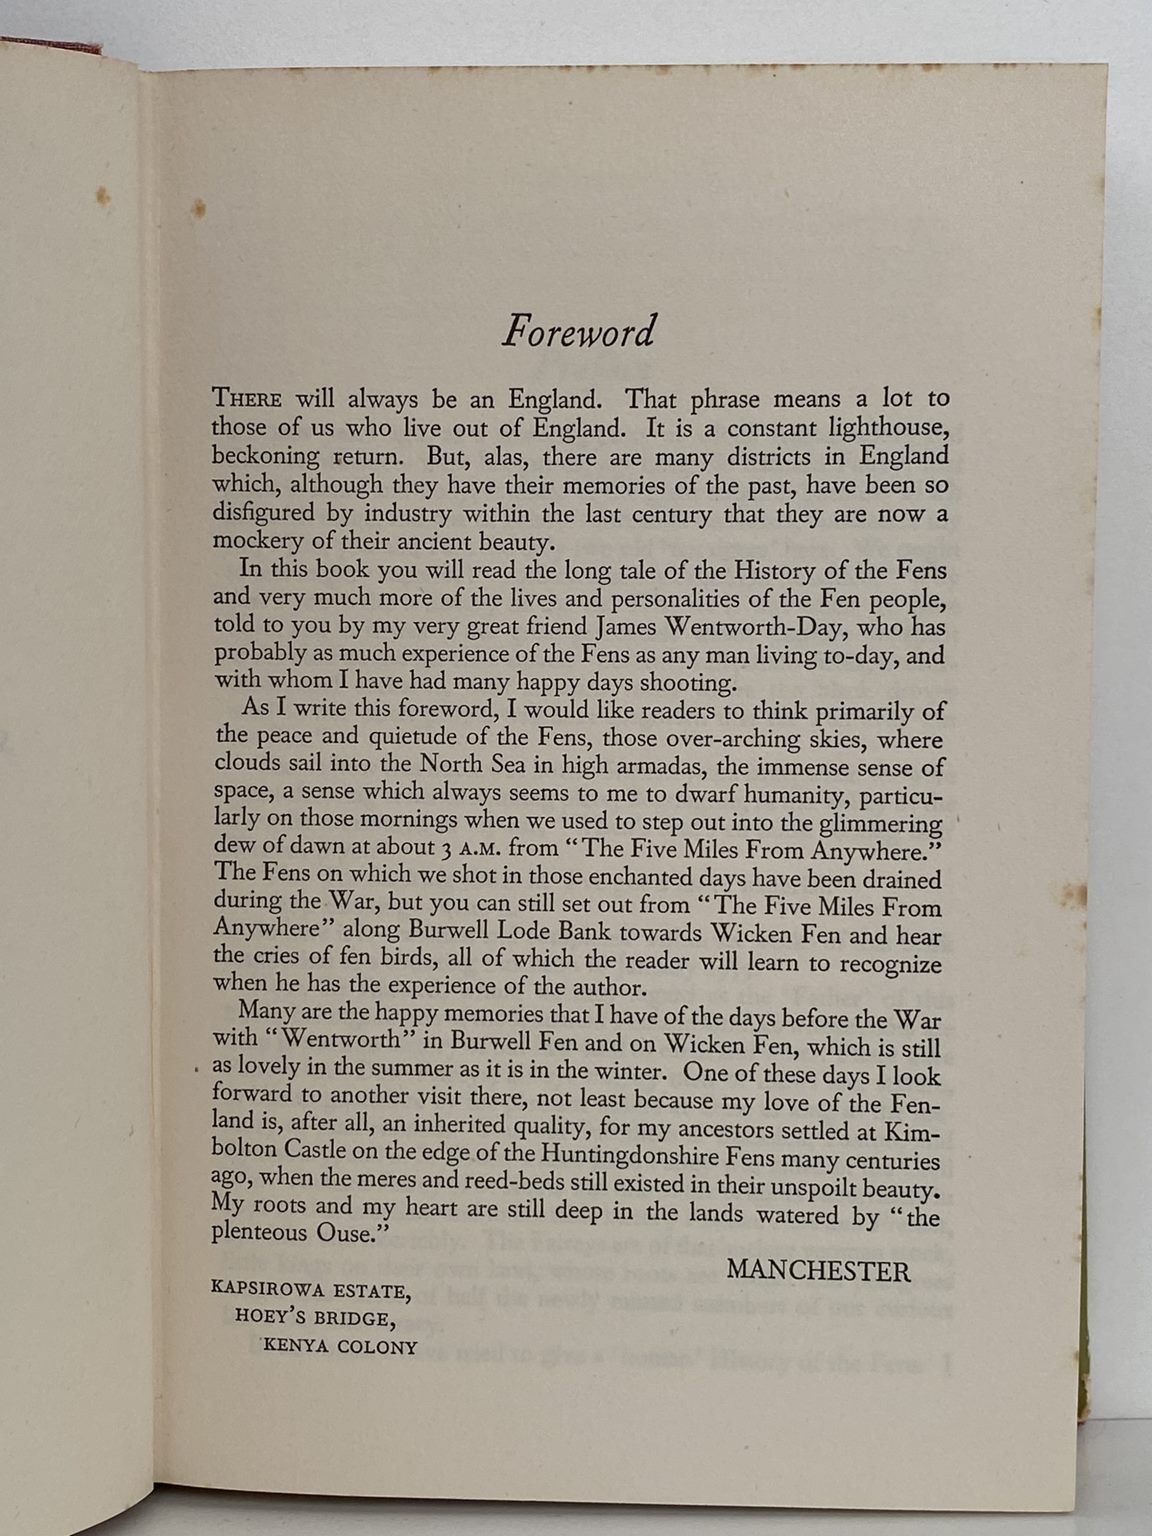 Foreword
THERE will always be an England. That phrase means a lot to
those of us who live out of England. It is a constant lighthouse,
beckoning return. But, alas, there are many districts in England
which, although they have their memories of the past, have been so
disfigured by industry within the last century that they are now a
mockery of their ancient beauty.
In this book you will read the long tale of the History of the Fens
and very much more of the lives and personalities of the Fen people,
told to you by my very great friend James Wentworth-Day, who has
probably as much experience of the Fens as any man living to-day, and
with whom I have had many happy days shooting.
As I write this foreword, I would like readers to think primarily of
the peace and quietude of the Fens, those over-arching skies, where
clouds sail into the North Sea in high armadas, the immense sense of
space, a sense which always seems to me to dwarf humanity, particu-
larly on those mornings when we used to step out into the glimmering
dew of dawn at about 3 A.M. from "The Five Miles From Anywhere."
The Fens on which we shot in those enchanted days have been drained
during the War, but you can still set out from "The Five Miles From
Anywhere" along Burwell Lode Bank towards Wicken Fen and hear
the cries of fen birds, all of which the reader will learn to recognize
when he has the experience of the author.
Many are the happy memories that I have of the days before the War
with "Wentworth" in Burwell Fen and on Wicken Fen, which is still
as lovely in the summer as it is in the winter. One of these days I look
forward to another visit there, not least because my love of the Fen-
land is, after all, an inherited quality, for my ancestors settled at Kim-
bolton Castle on the edge of the Huntingdonshire Fens many centuries
ago, when the meres and reed-beds still existed in their unspoilt beauty.
My roots and my heart are still deep in the lands watered by "the
plenteous Ouse."
MANCHESTER
KAPSIROWA ESTATE,
HOEY'S BRIDGE,
KENYA COLONY